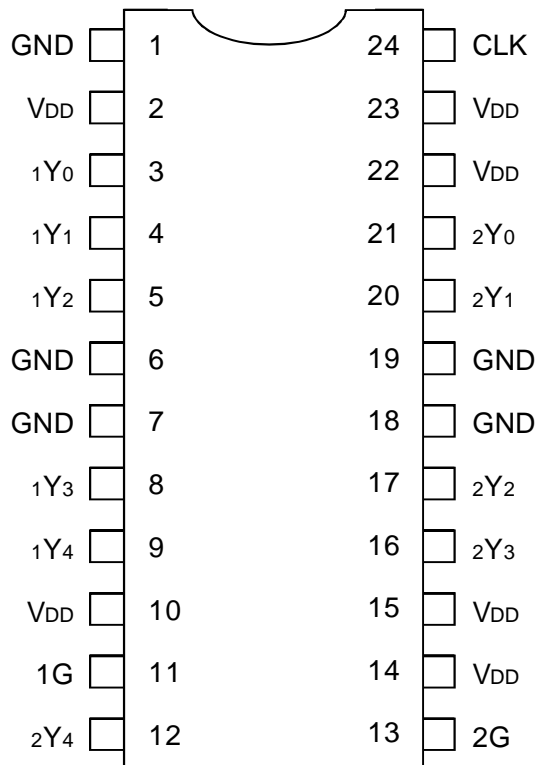 GND 1 24 CLK
VDD 2 23 VDD
1Y0 3 22 VDD
1Y1 4 21 2Y0
1Y2 5 20 2Y1
GND 6 19 GND
GND 7 18 GND
1Y3 8 17 2Y2
1Y4 9 16 2Y3
VDD 10 15 VDD
1G 11 14 VDD
2Y4 12 13 2G